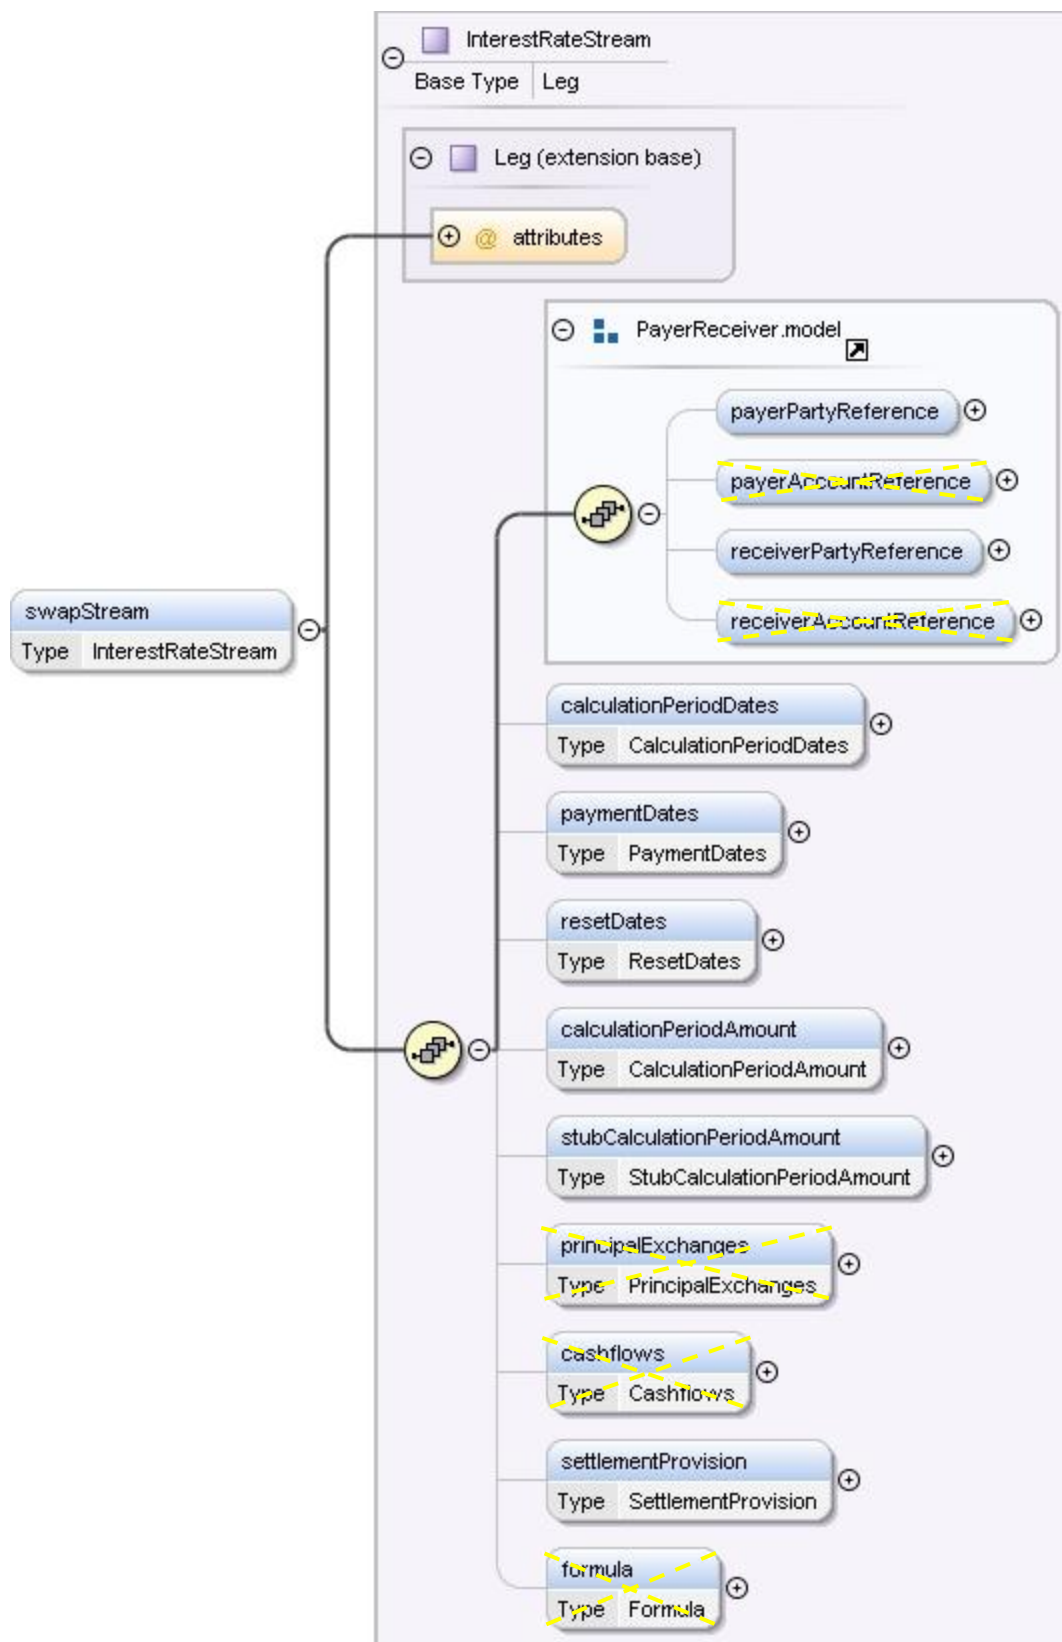 InterestRateStream
Base Type Leg
Leg (extension base)
@ attributes
PayerReceiver.model
payerPartyReference
payerAccountReference
receiverPartyReference
receiverAccountReference
swapStream
Type InterestRateStream
calculationPeriodDates
Type CalculationPeriodDates
paymentDates
Type PaymentDates
resetDates
Type ResetDates
calculationPeriodAmount
Type CalculationPeriodAmount
stubCalculationPeriodAmount
Type StubCalculationPeriodAmount
principalExchanges
Type PrincipalExchanges
cashflows
Type Cashflows
settlementProvision
Type SettlementProvision
formula
Type Formula